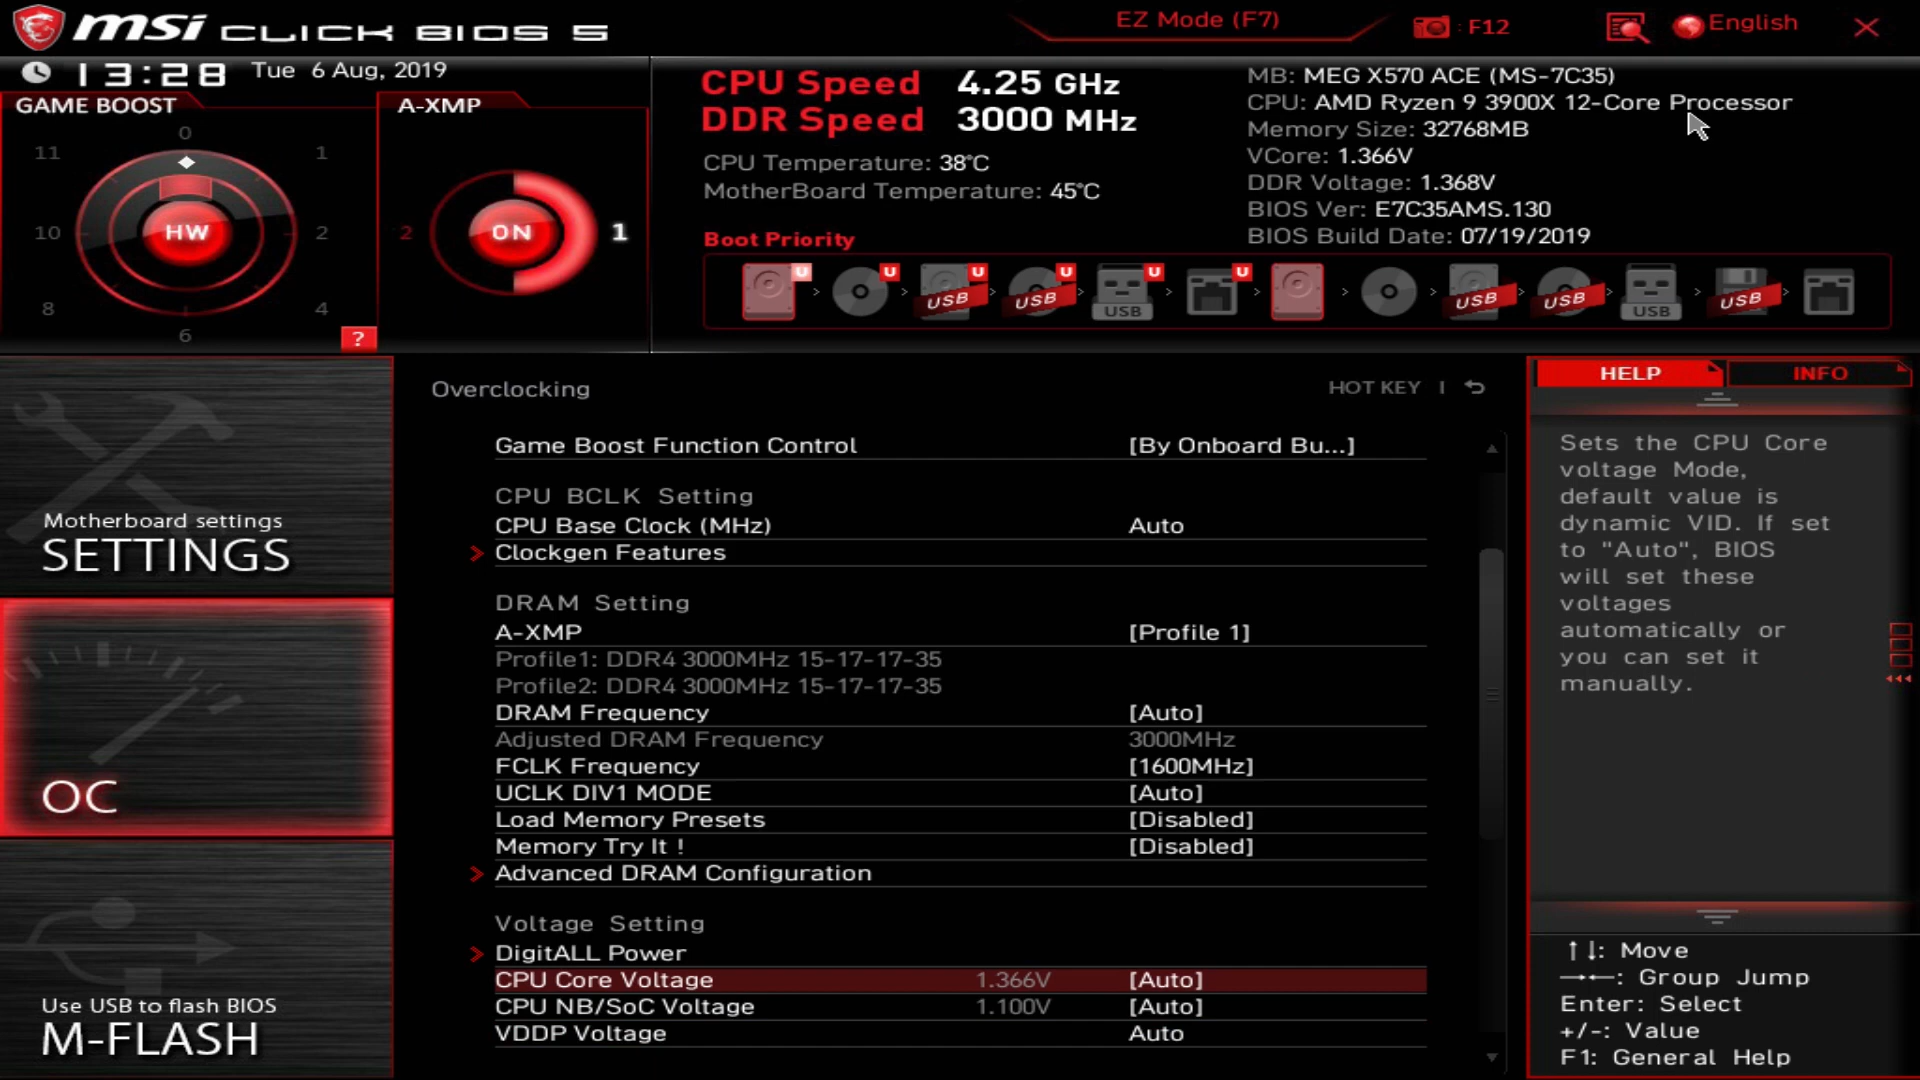 msi CLICK BIOS 5
EZ Mode (F7)
: F12
English
13:28 Tue 6 Aug, 2019
GAME BOOST
0
11 1
10 HW 2
8 4
6
?
A-XMP
2 ON 1
CPU Speed 4.25 GHz
DDR Speed 3000 MHz
CPU Temperature: 38°C
MotherBoard Temperature: 45°C
MB: MEG X570 ACE (MS-7C35)
CPU: AMD Ryzen 9 3900X 12-Core Processor
Memory Size: 32768MB
VCore: 1.366V
DDR Voltage: 1.368V
BIOS Ver: E7C35AMS.130
BIOS Build Date: 07/19/2019
Boot Priority
U U U U U U
USB USB USB USB USB USB USB
Motherboard settings
SETTINGS
OC
Use USB to flash BIOS
M-FLASH
Overclocking
HOT KEY |
Game Boost Function Control [By Onboard Bu...]
CPU BCLK Setting
CPU Base Clock (MHz) Auto
> Clockgen Features
DRAM Setting
A-XMP [Profile 1]
Profile1: DDR4 3000MHz 15-17-17-35
Profile2: DDR4 3000MHz 15-17-17-35
DRAM Frequency [Auto]
Adjusted DRAM Frequency 3000MHz
FCLK Frequency [1600MHz]
UCLK DIV1 MODE [Auto]
Load Memory Presets [Disabled]
Memory Try It ! [Disabled]
> Advanced DRAM Configuration
Voltage Setting
> DigitALL Power
CPU Core Voltage 1.366V [Auto]
CPU NB/SoC Voltage 1.100V [Auto]
VDDP Voltage Auto
HELP
INFO
Sets the CPU Core
voltage Mode,
default value is
dynamic VID. If set
to "Auto", BIOS
will set these
voltages
automatically or
you can set it
manually.
↑↓: Move
→←: Group Jump
Enter: Select
+/-: Value
F1: General Help